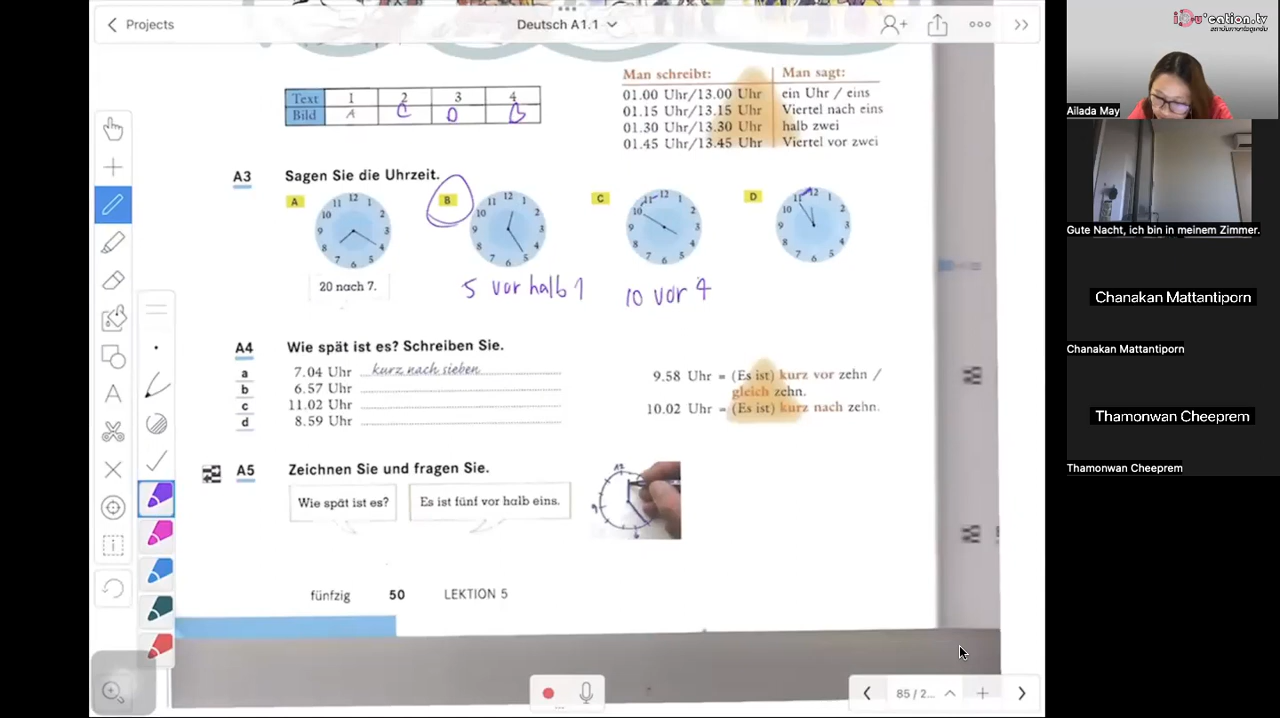 Projects
Deutsch A1.1
Text 1 2 3 4
Bild A C D B
Man schreibt: Man sagt:
01.00 Uhr/13.00 Uhr ein Uhr / eins
01.15 Uhr/13.15 Uhr Viertel nach eins
01.30 Uhr/13.30 Uhr halb zwei
01.45 Uhr/13.45 Uhr Viertel vor zwei
A3 Sagen Sie die Uhrzeit.
A B C D
20 nach 7.
5 vor halb 1
10 vor 4
A4 Wie spät ist es? Schreiben Sie.
a 7.04 Uhr kurz nach sieben
b 6.57 Uhr
c 11.02 Uhr
d 8.59 Uhr
9.58 Uhr = (Es ist) kurz vor zehn /
gleich zehn.
10.02 Uhr = (Es ist) kurz nach zehn.
A5 Zeichnen Sie und fragen Sie.
Wie spät ist es?
Es ist fünf vor halb eins.
fünfzig 50 LEKTION 5
85 / 2...
Ailada May
Gute Nacht, ich bin in meinem Zimmer.
Chanakan Mattantiporn
Chanakan Mattantiporn
Thamonwan Cheeprem
Thamonwan Cheeprem